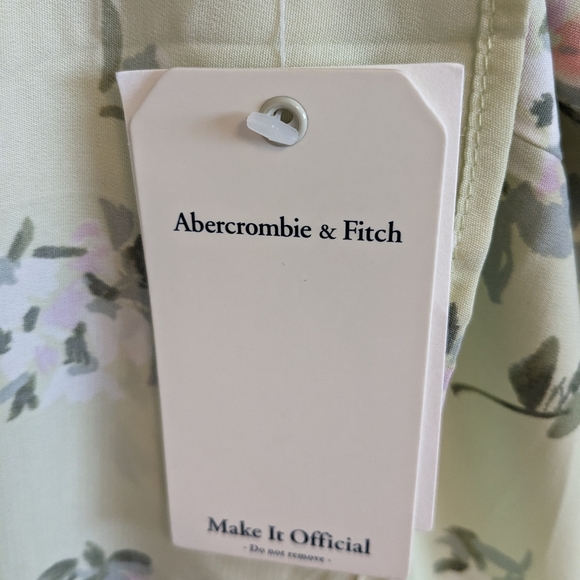 Abercrombie & Fitch
Make It Official
- Do not remove -